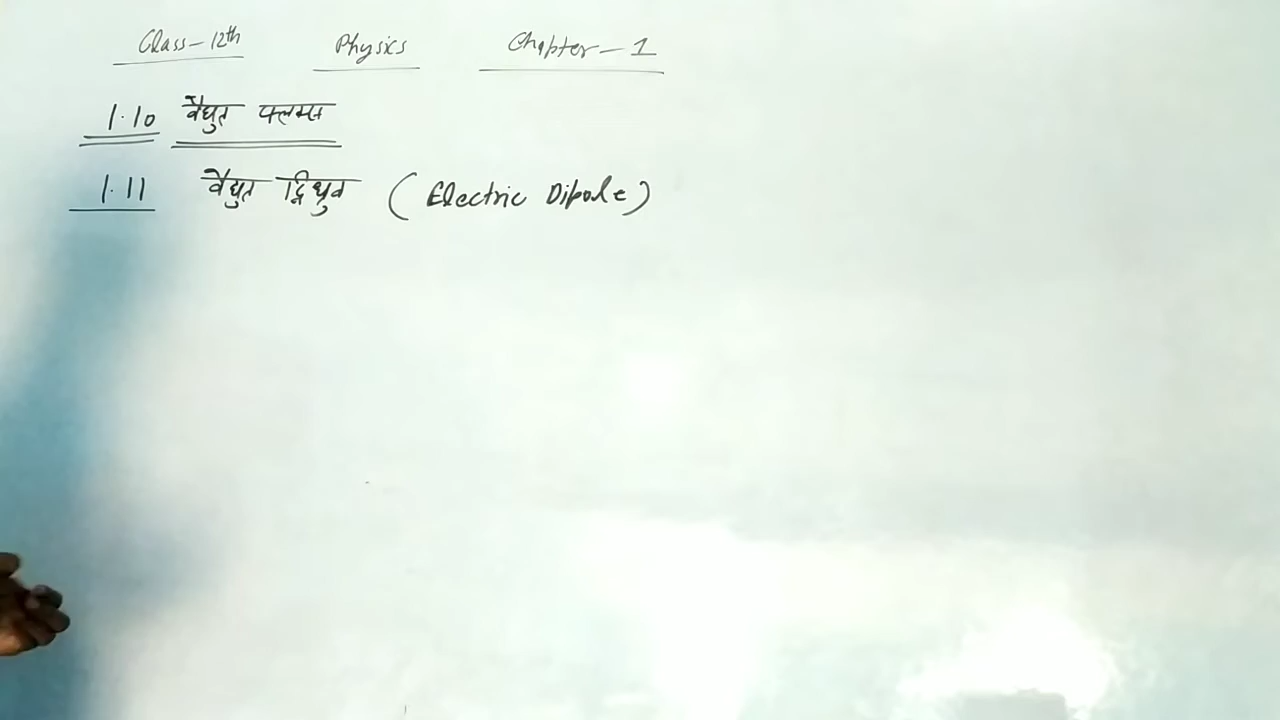 Class-12th Physics Chapter-1
1.10 वैद्युत फ्लक्स
1.11 वैद्युत द्विध्रुव (Electric Dipole)